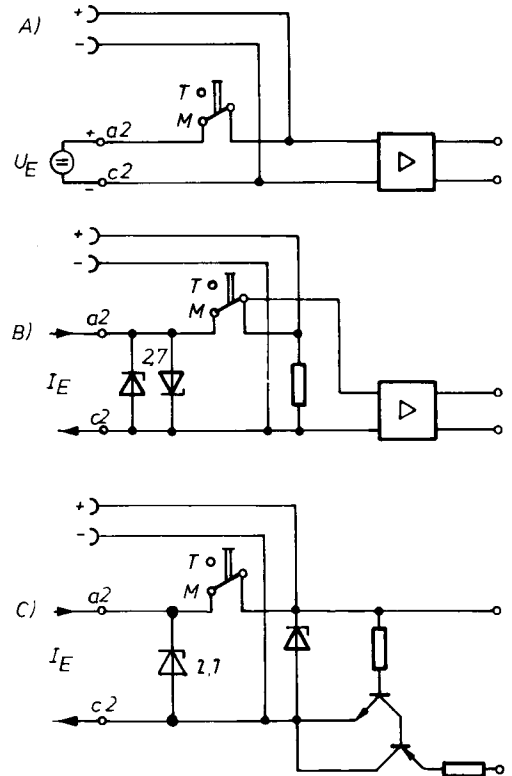 A)
+
−
T
M
+ a2
U_E
− c2
+
−
T
M
B)
a2
2,7
I_E
c2
+
−
T
M
C)
a2
I_E
2,7
c2